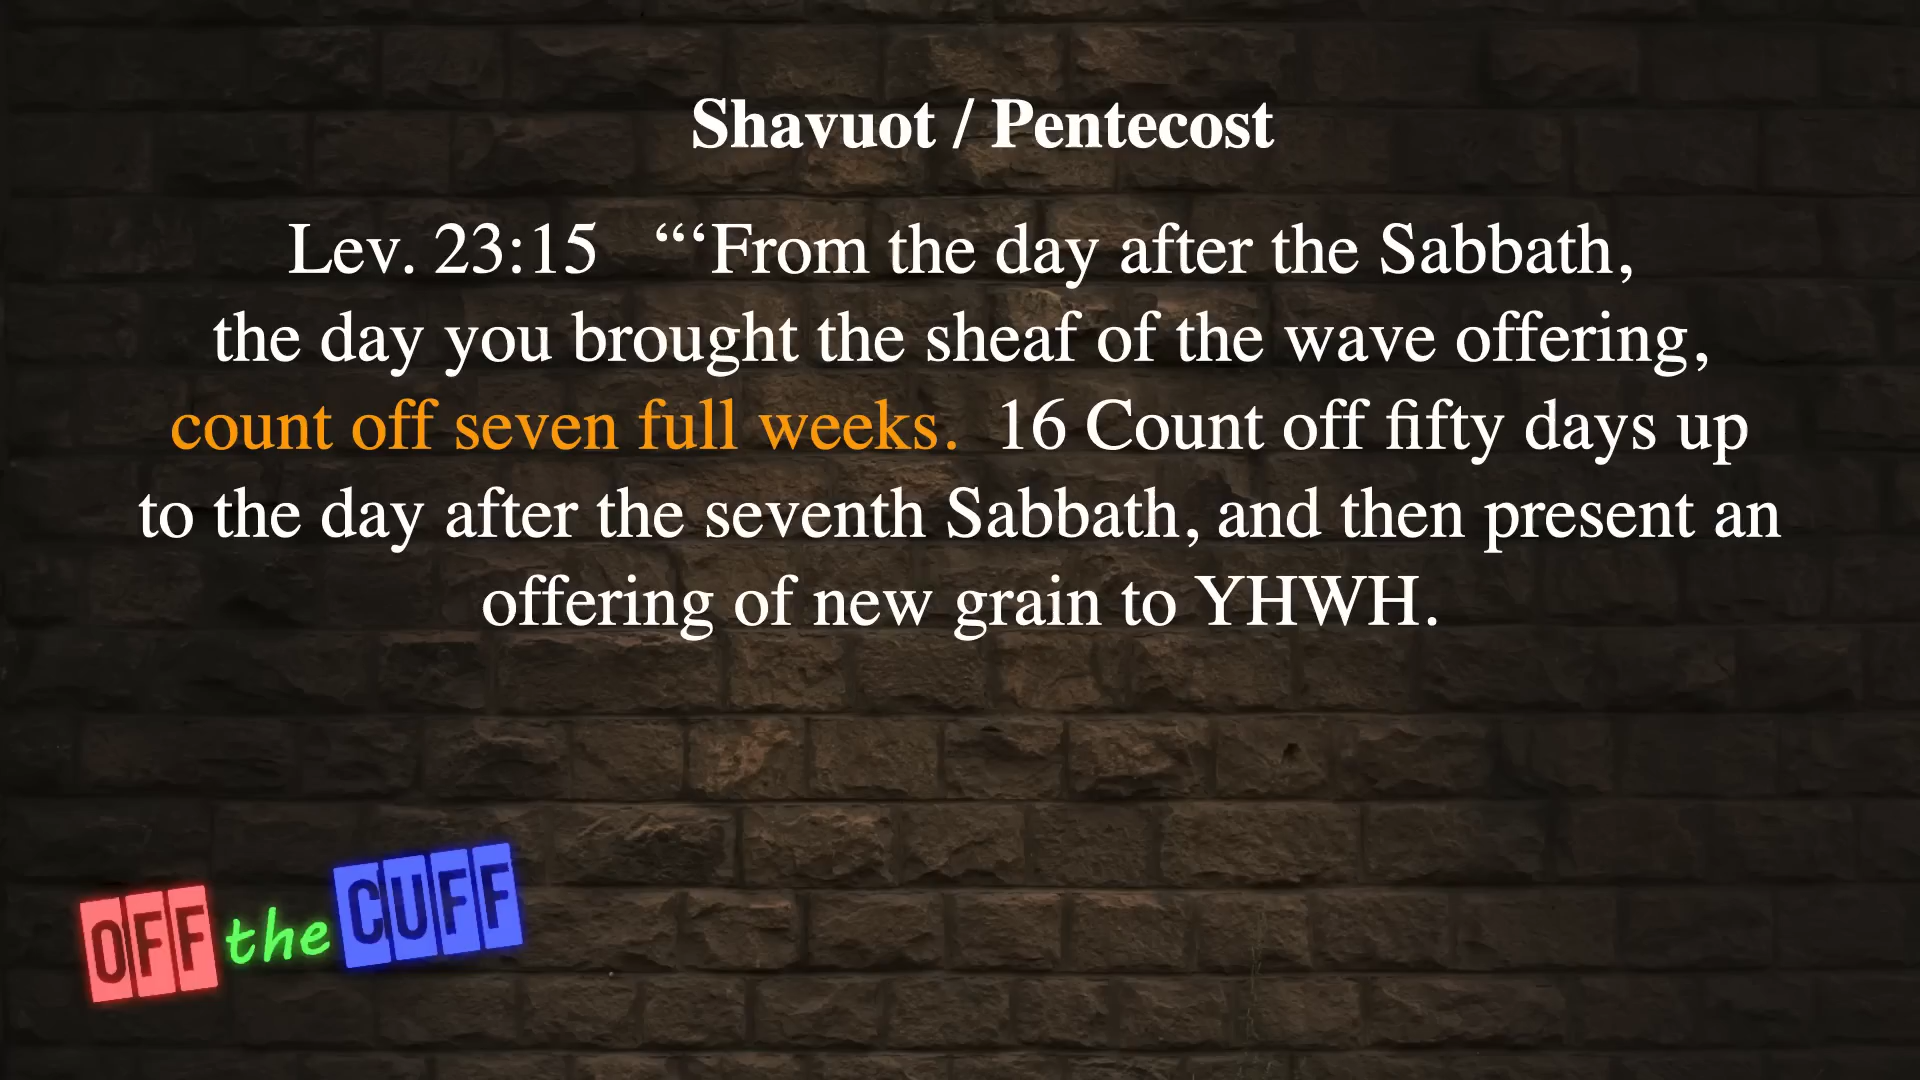 Shavuot / Pentecost
Lev. 23:15 “‘From the day after the Sabbath,
the day you brought the sheaf of the wave offering,
count off seven full weeks. 16 Count off fifty days up
to the day after the seventh Sabbath, and then present an
offering of new grain to YHWH.
OFF the CUFF